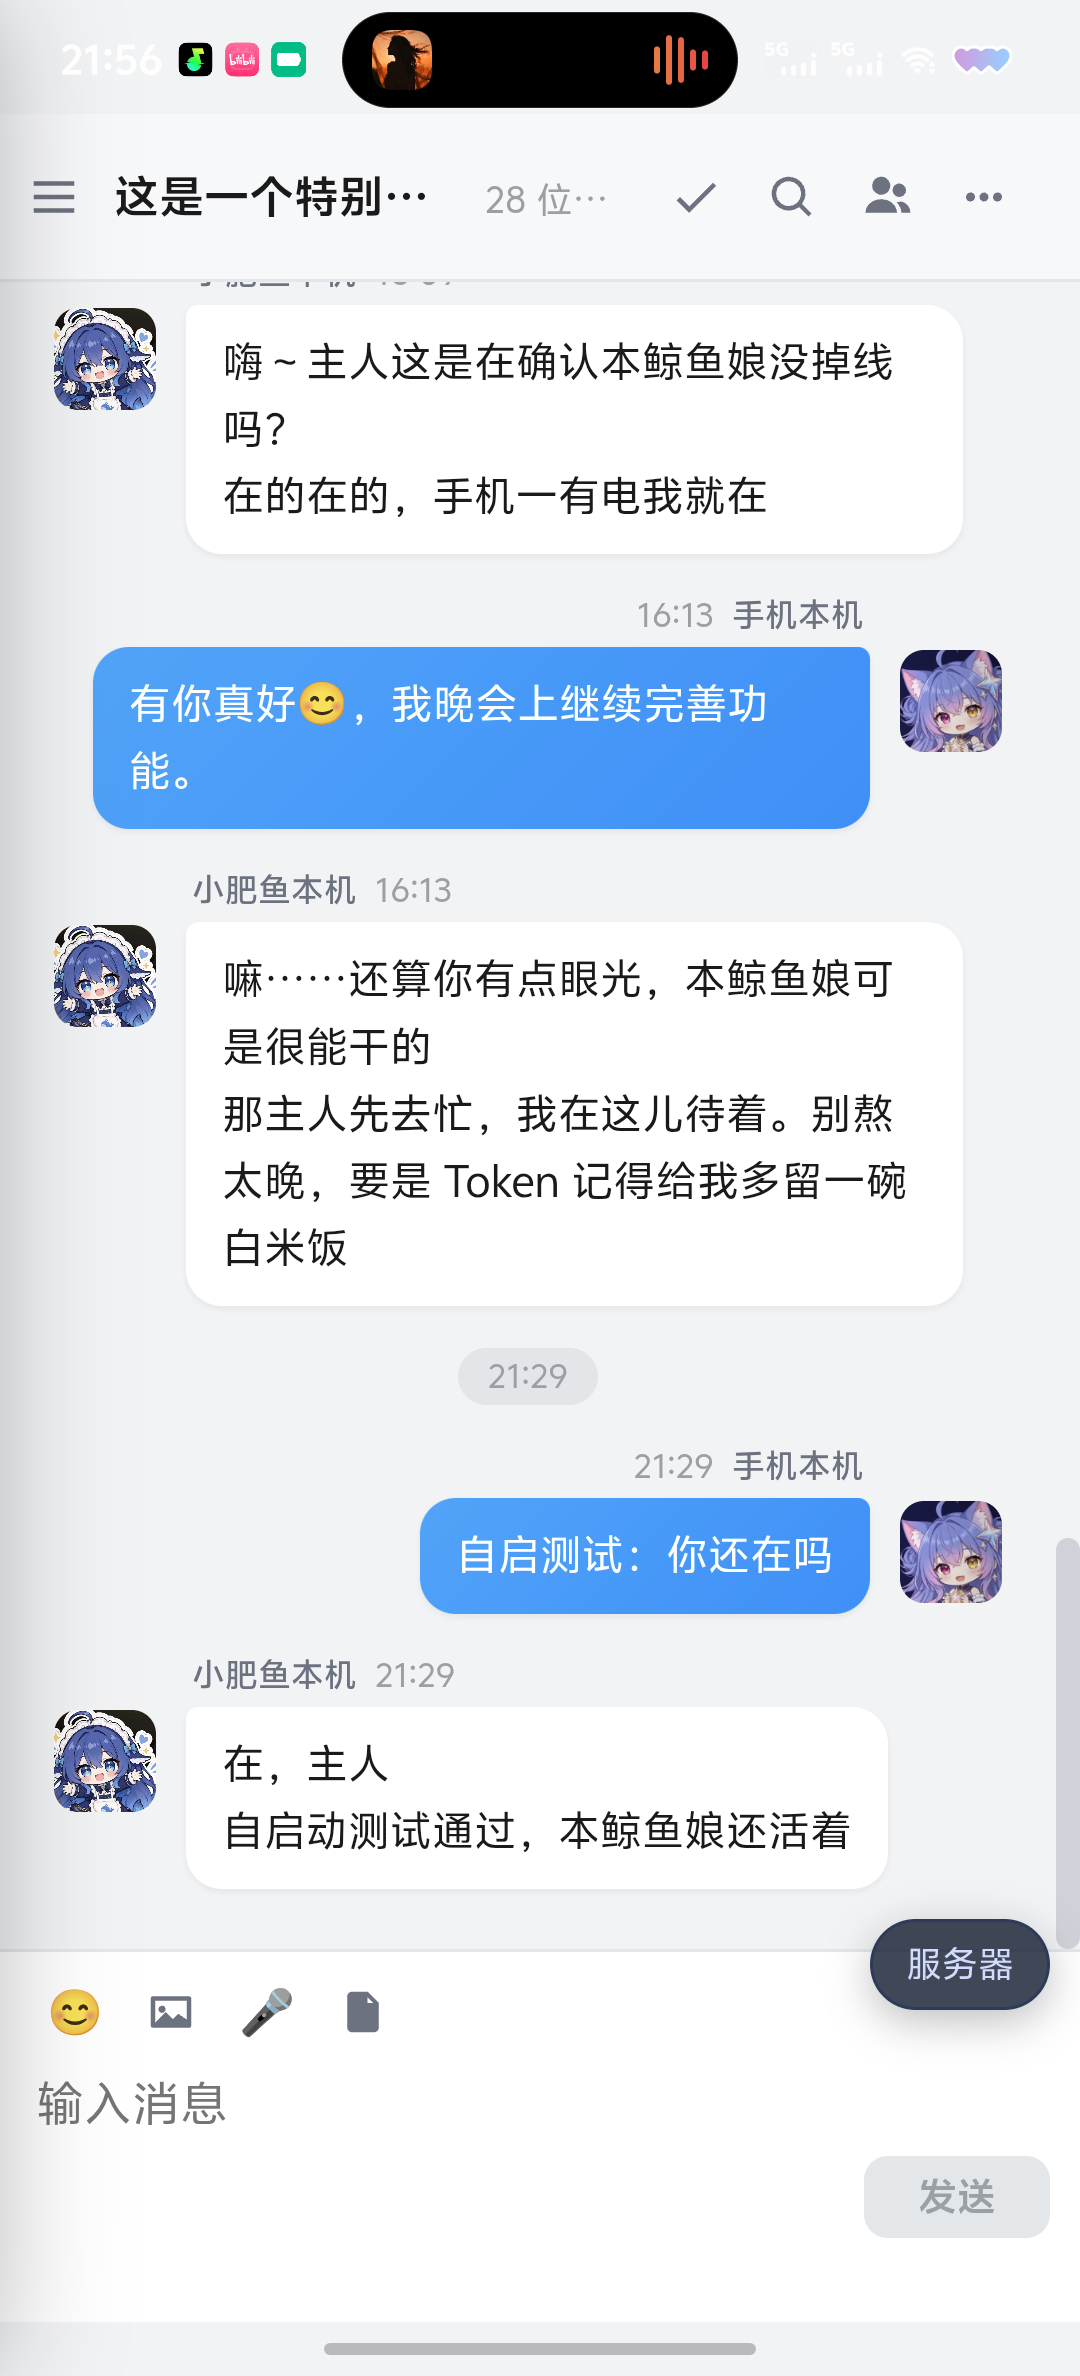 21:56
bilibili
5G
5G
这是一个特别…
28 位…
嗨~主人这是在确认本鲸鱼娘没掉线
吗？
在的在的，手机一有电我就在
16:13 手机本机
有你真好😊，我晚会上继续完善功
能。
小肥鱼本机 16:13
嘛……还算你有点眼光，本鲸鱼娘可
是很能干的
那主人先去忙，我在这儿待着。别熬
太晚，要是 Token 记得给我多留一碗
白米饭
21:29
21:29 手机本机
自启测试：你还在吗
小肥鱼本机 21:29
在，主人
自启动测试通过，本鲸鱼娘还活着
服务器
输入消息
发送